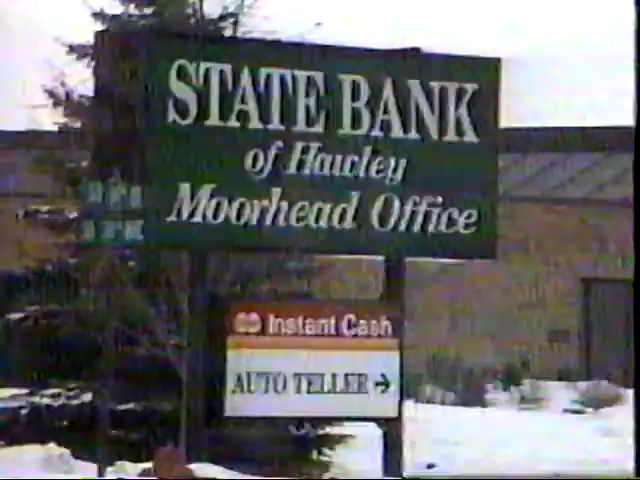 STATE BANK
of Hawley
Moorhead Office
Instant Cash
AUTO TELLER →